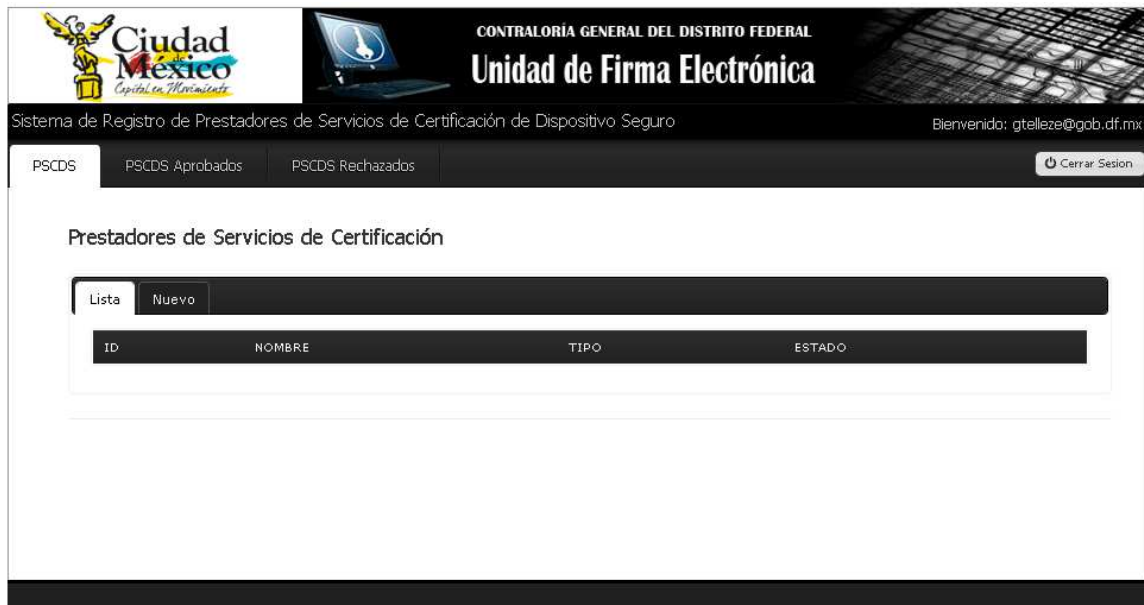 Ciudad
de
México
Capital en Movimiento
CONTRALORÍA GENERAL DEL DISTRITO FEDERAL
Unidad de Firma Electrónica
Sistema de Registro de Prestadores de Servicios de Certificación de Dispositivo Seguro
Bienvenido: gtelleze@gob.df.mx
PSCDS PSCDS Aprobados PSCDS Rechazados Cerrar Sesion
Prestadores de Servicios de Certificación
Lista Nuevo
ID NOMBRE TIPO ESTADO